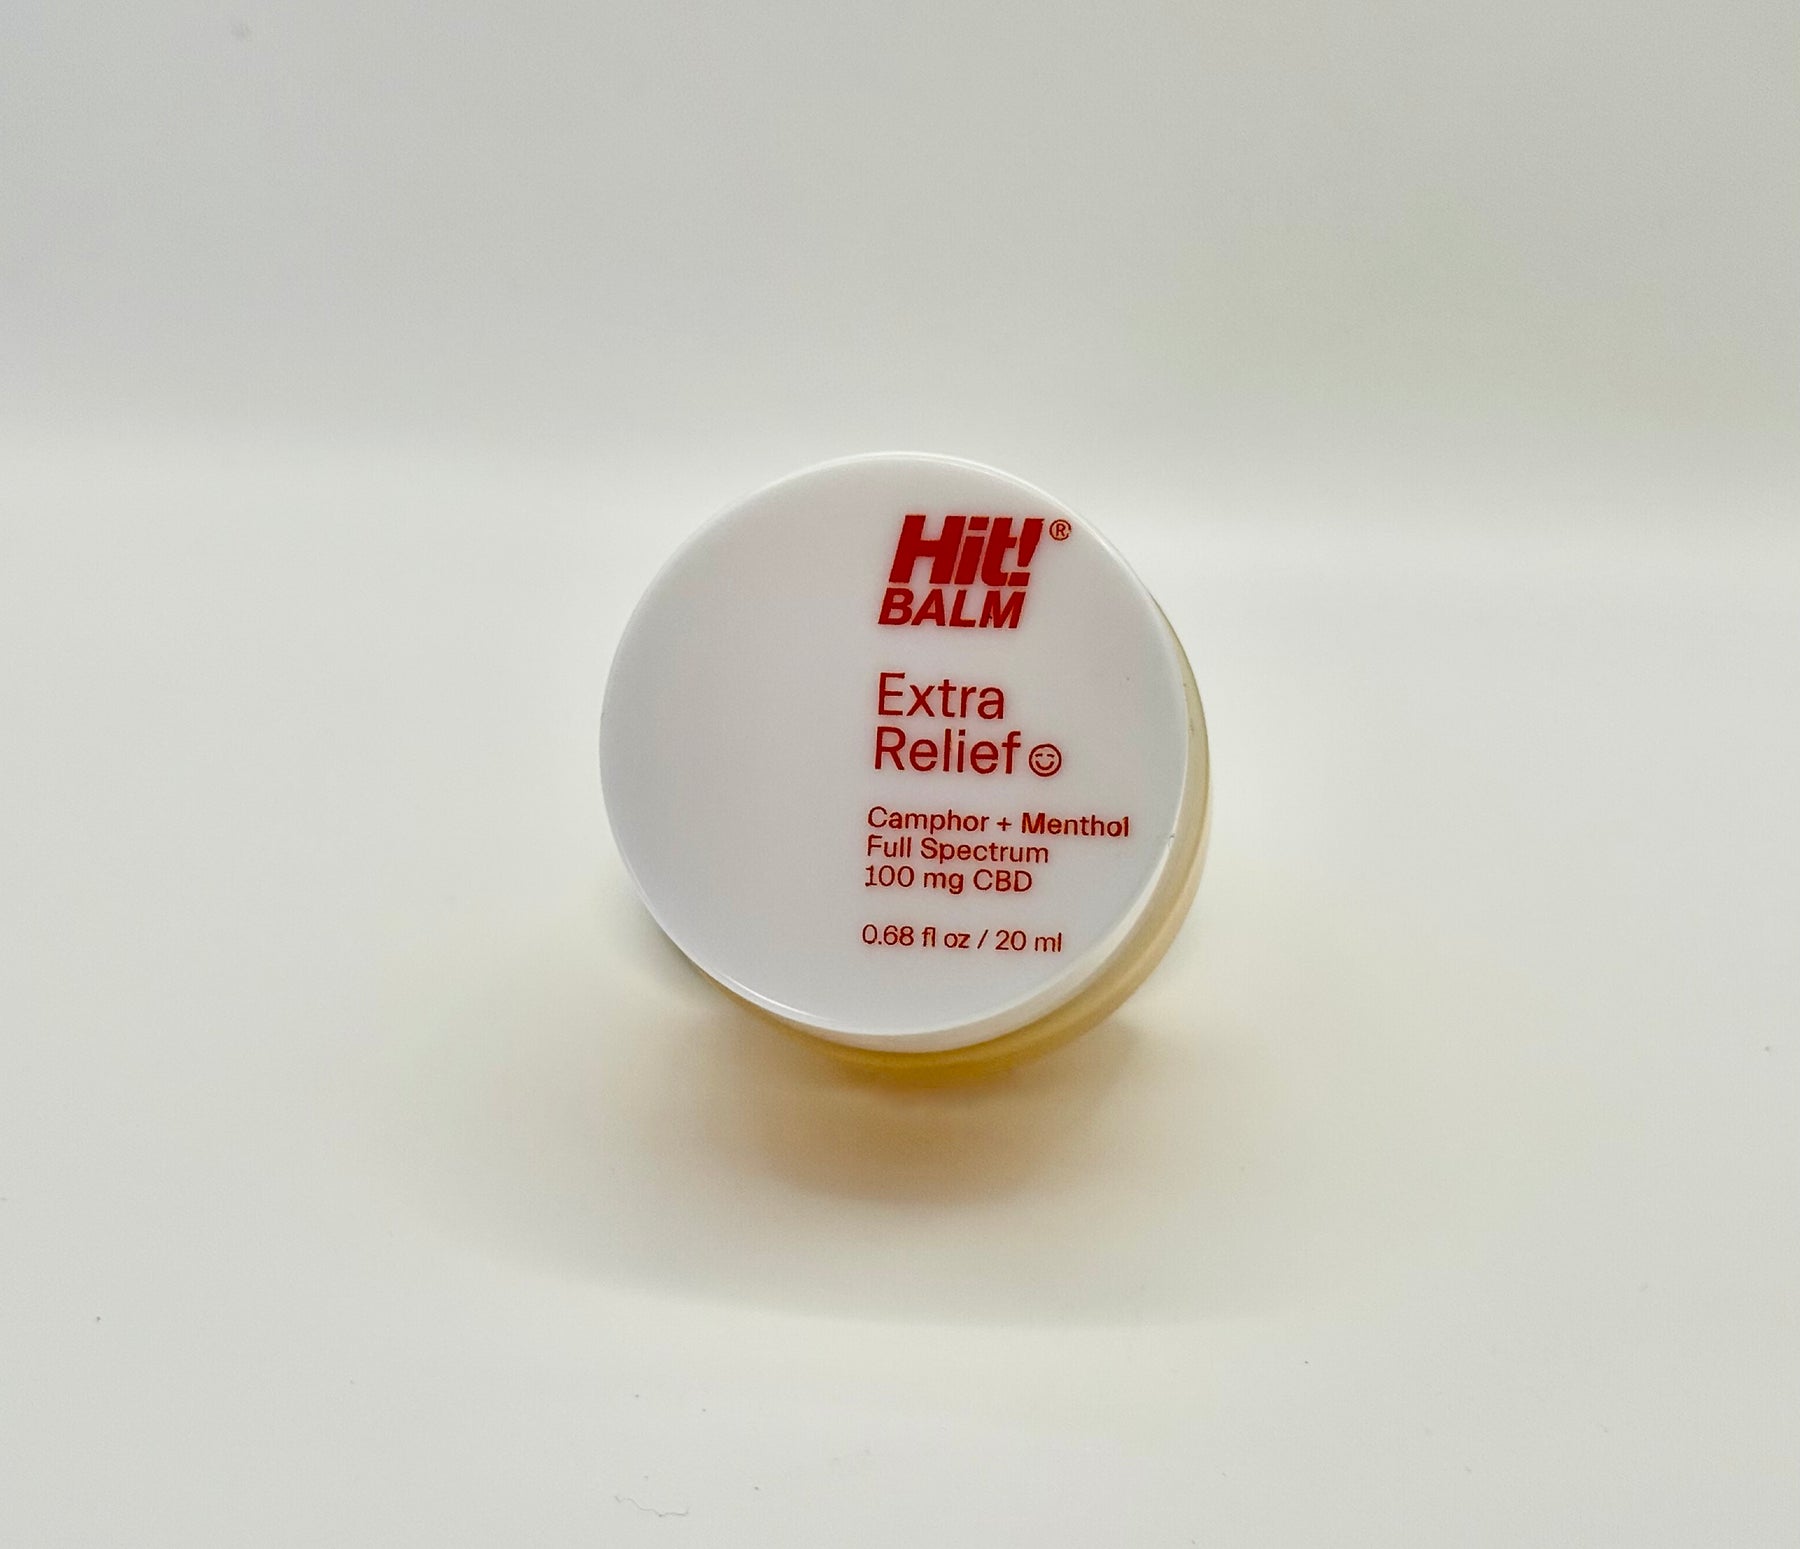 Hit!®
BALM
Extra
Relief
Camphor + Menthol
Full Spectrum
100 mg CBD
0.68 fl oz / 20 ml